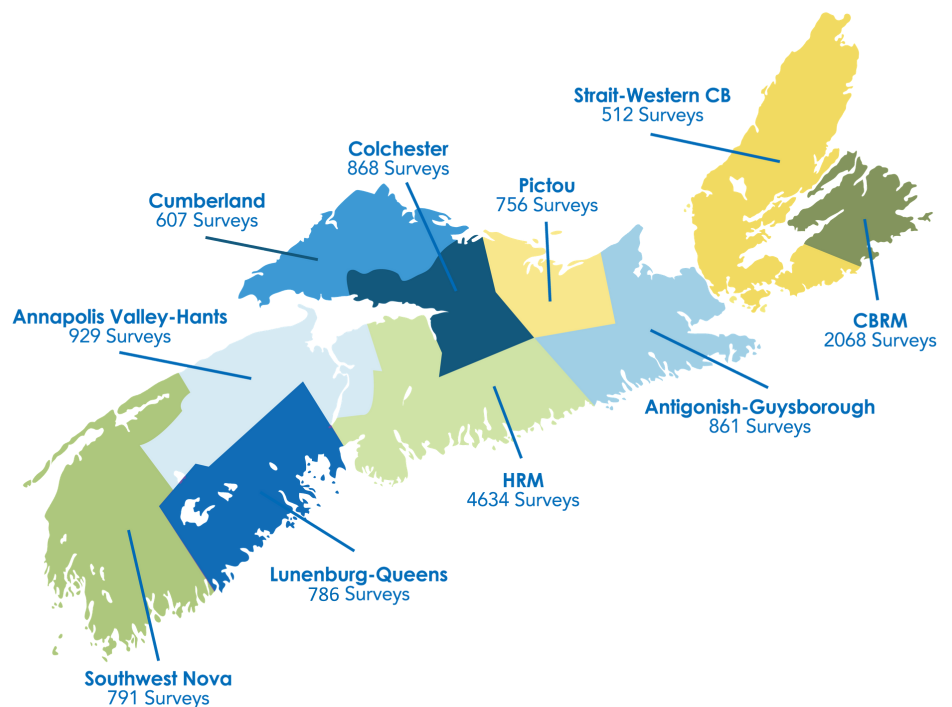 Strait-Western CB
512 Surveys
Colchester
868 Surveys
Pictou
756 Surveys
Cumberland
607 Surveys
Annapolis Valley-Hants
929 Surveys
CBRM
2068 Surveys
Antigonish-Guysborough
861 Surveys
HRM
4634 Surveys
Lunenburg-Queens
786 Surveys
Southwest Nova
791 Surveys